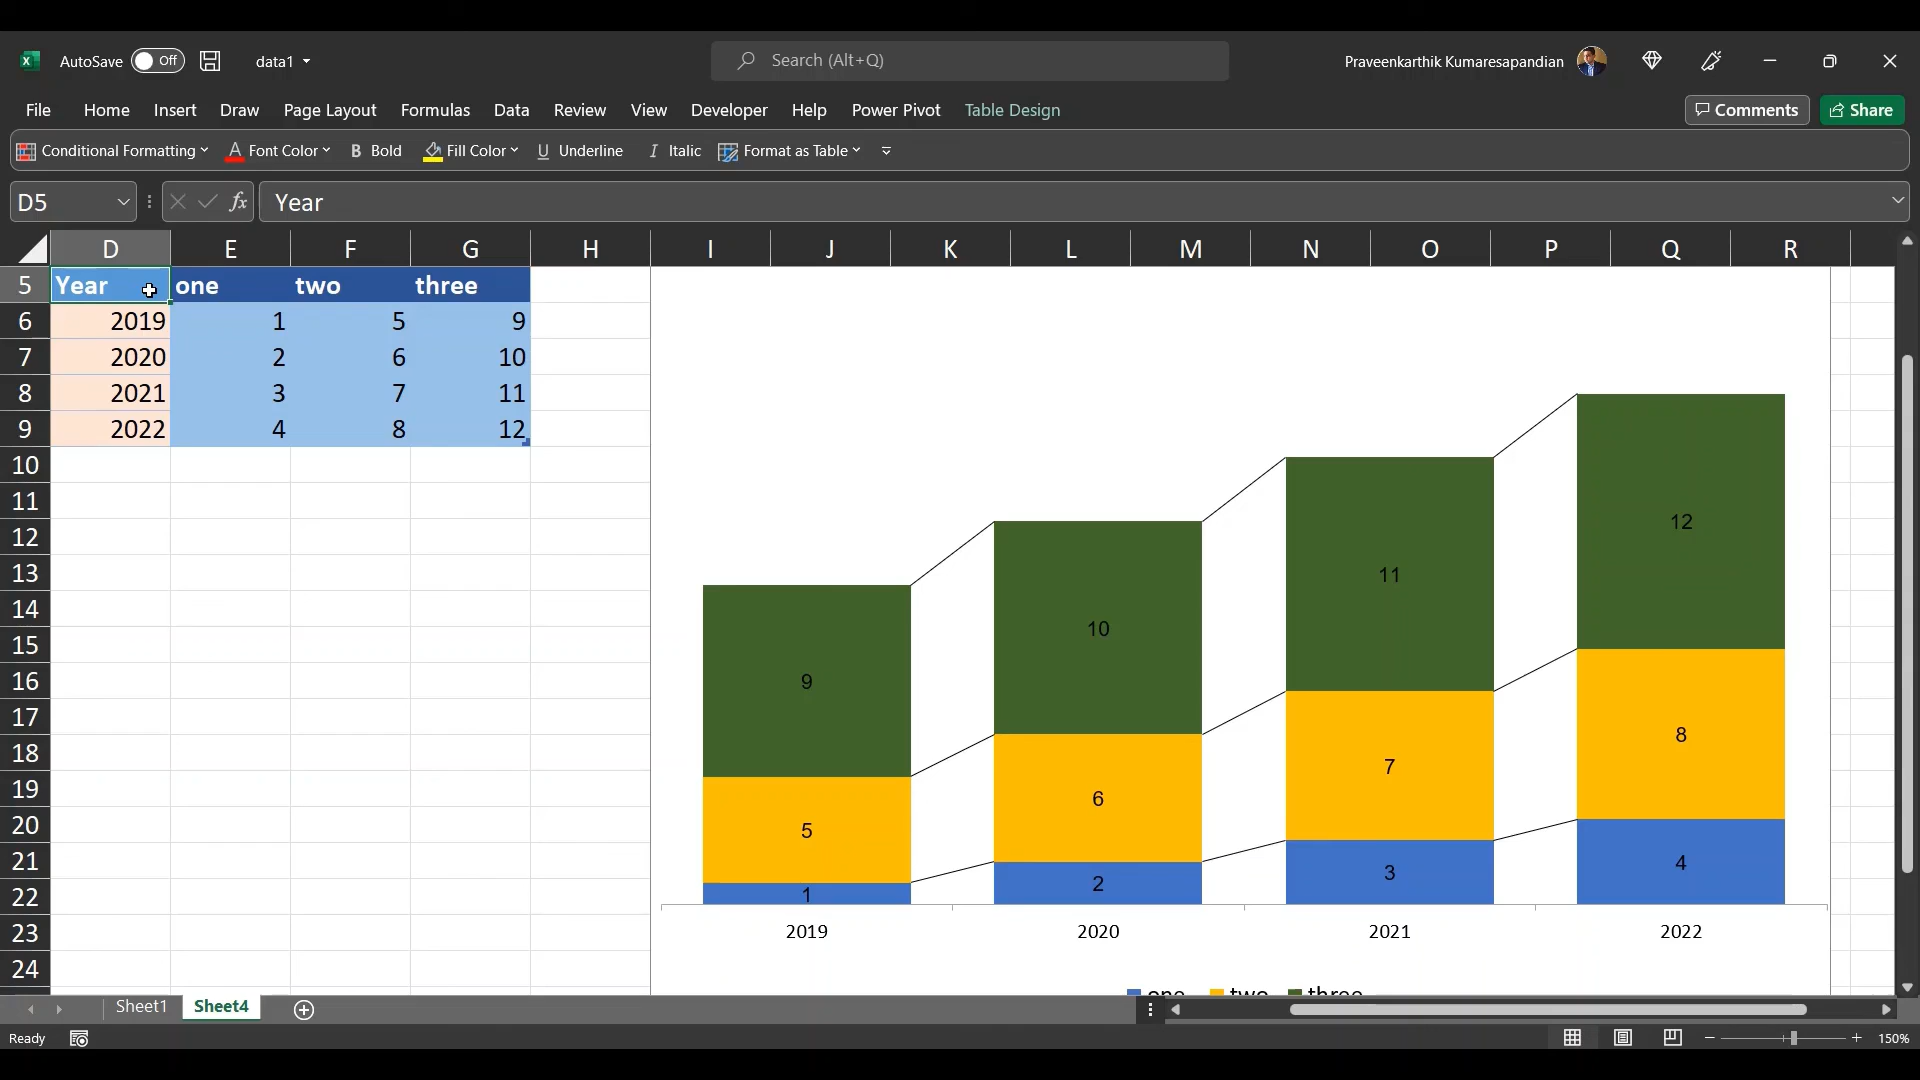 AutoSave Off data1 Search (Alt+Q) Praveenkarthik Kumaresapandian
File Home Insert Draw Page Layout Formulas Data Review View Developer Help Power Pivot Table Design Comments Share
Conditional Formatting A Font Color B Bold Fill Color U Underline I Italic Format as Table
D5 fx Year
D E F G H I J K L M N O P Q R
5 Year one two three
6 2019 1 5 9
7 2020 2 6 10
8 2021 3 7 11
9 2022 4 8 12
10
11
12
13
14
15
16
17
18
19
20
21
22
23
24
9 10 11 12
5 6 7 8
1 2 3 4
2019 2020 2021 2022
one two three
Sheet1 Sheet4
Ready 150%